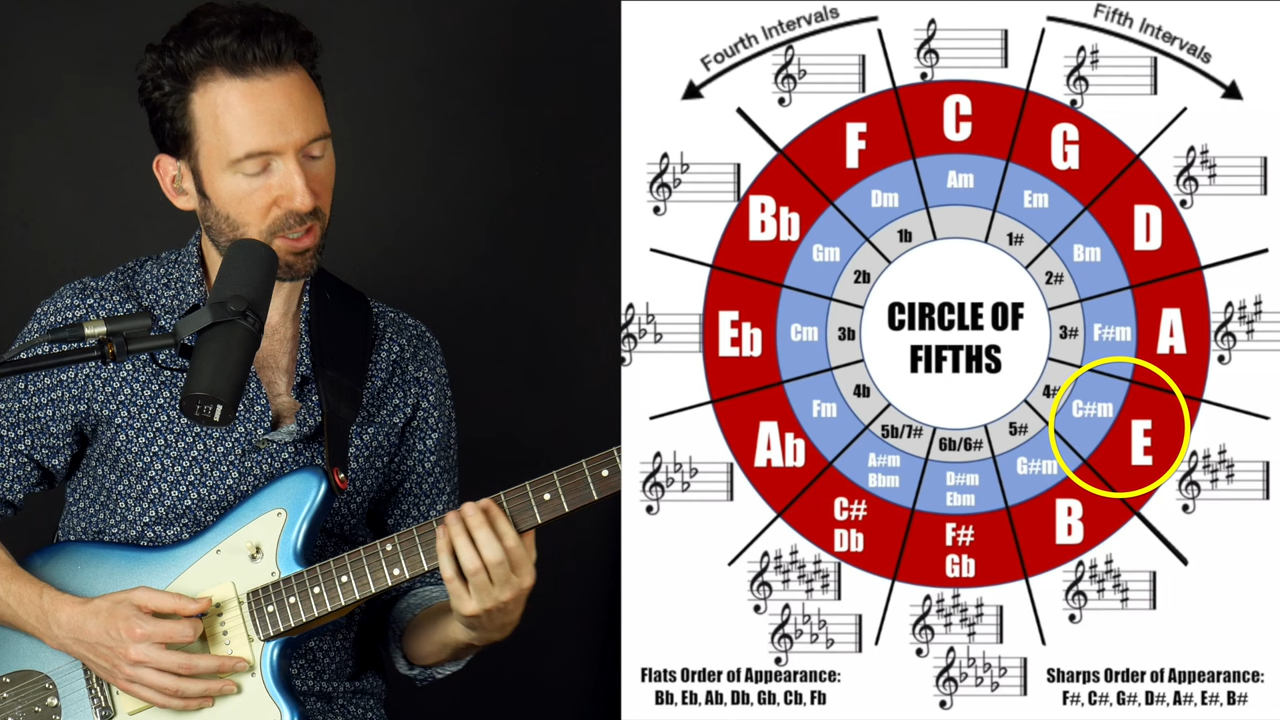 Fourth Intervals
Fifth Intervals
C
F
G
Am
Dm
Em
Bb
D
1b
1#
Gm
Bm
2b
2#
CIRCLE OF
FIFTHS
Eb
Cm
3b
3#
F#m
A
4b
4#
Fm
C#m
Ab
E
5b/7#
6b/6#
5#
A#m
Bbm
D#m
Ebm
G#m
C#
Db
F#
Gb
B
Flats Order of Appearance:
Bb, Eb, Ab, Db, Gb, Cb, Fb
Sharps Order of Appearance:
F#, C#, G#, D#, A#, E#, B#